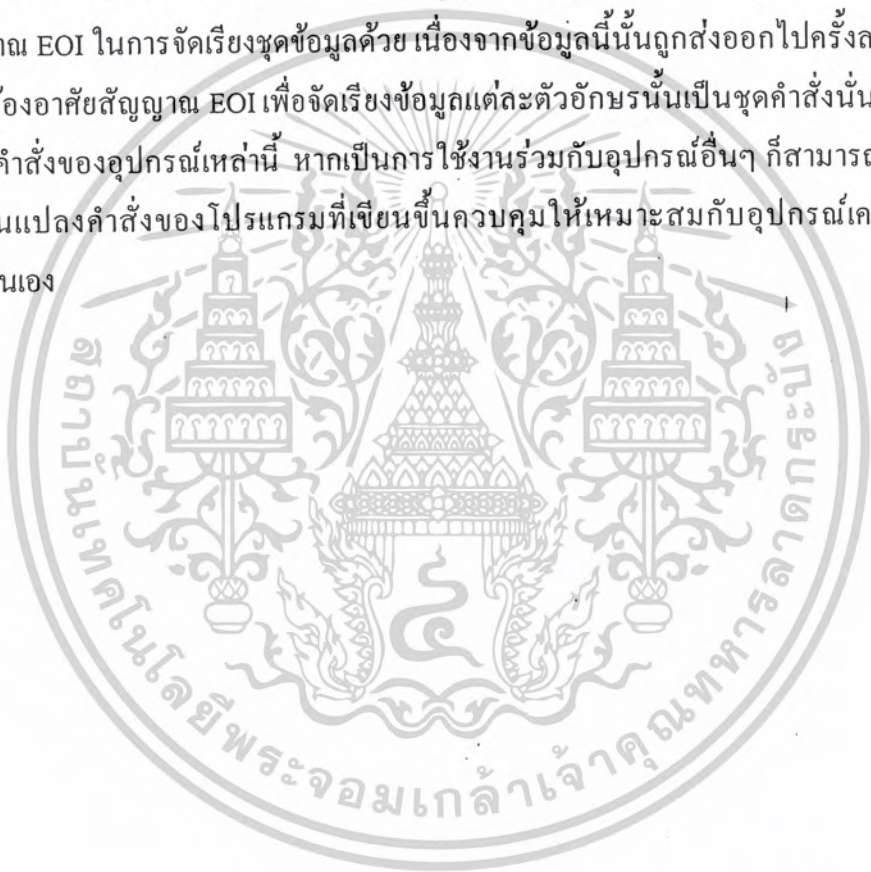 าณ EOI ในการจัดเรียงชุดข้อมูลด้วย เนื่องจากข้อมูลนี้นั้นถูกส่งออกไปครั้งล
้องอาศัยสัญญาณ EOI เพื่อจัดเรียงข้อมูลแต่ละตัวอักษรนั้นเป็นชุดคำสั่งนั่น
คำสั่งของอุปกรณ์เหล่านี้ หากเป็นการใช้งานร่วมกับอุปกรณ์อื่นๆ ก็สามารถ
นแปลงคำสั่งของโปรแกรมที่เขียนขึ้นควบคุมให้เหมาะสมกับอุปกรณ์เค
นเอง
สถาบันเทคโนโลยีพระจอมเกล้าเจ้าคุณทหารลาดกระบัง
๔